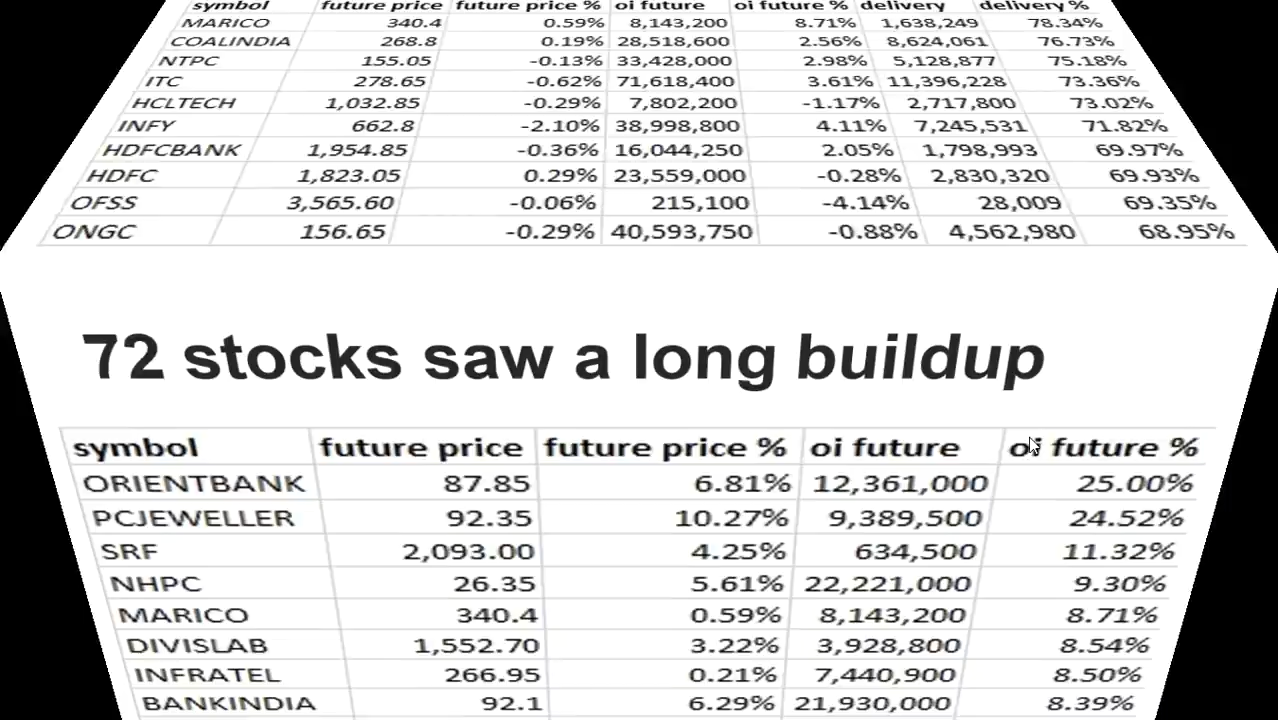 symbol future price future price % oi future oi future % delivery delivery %
MARICO 340.4 0.59% 8,143,200 8.71% 1,638,249 78.34%
COALINDIA 268.8 0.19% 28,518,600 2.56% 8,624,061 76.73%
NTPC 155.05 -0.13% 33,428,000 2.98% 5,128,877 75.18%
ITC 278.65 -0.62% 71,618,400 3.61% 11,396,228 73.36%
HCLTECH 1,032.85 -0.29% 7,802,200 -1.17% 2,717,800 73.02%
INFY 662.8 -2.10% 38,998,800 4.11% 7,245,531 71.82%
HDFCBANK 1,954.85 -0.36% 16,044,250 2.05% 1,798,993 69.97%
HDFC 1,823.05 0.29% 23,559,000 -0.28% 2,830,320 69.93%
OFSS 3,565.60 -0.06% 215,100 -4.14% 28,009 69.35%
ONGC 156.65 -0.29% 40,593,750 -0.88% 4,562,980 68.95%
72 stocks saw a long buildup
symbol future price future price % oi future oi future %
ORIENTBANK 87.85 6.81% 12,361,000 25.00%
PCJEWELLER 92.35 10.27% 9,389,500 24.52%
SRF 2,093.00 4.25% 634,500 11.32%
NHPC 26.35 5.61% 22,221,000 9.30%
MARICO 340.4 0.59% 8,143,200 8.71%
DIVISLAB 1,552.70 3.22% 3,928,800 8.54%
INFRATEL 266.95 0.21% 7,440,900 8.50%
BANKINDIA 92.1 6.29% 21,930,000 8.39%